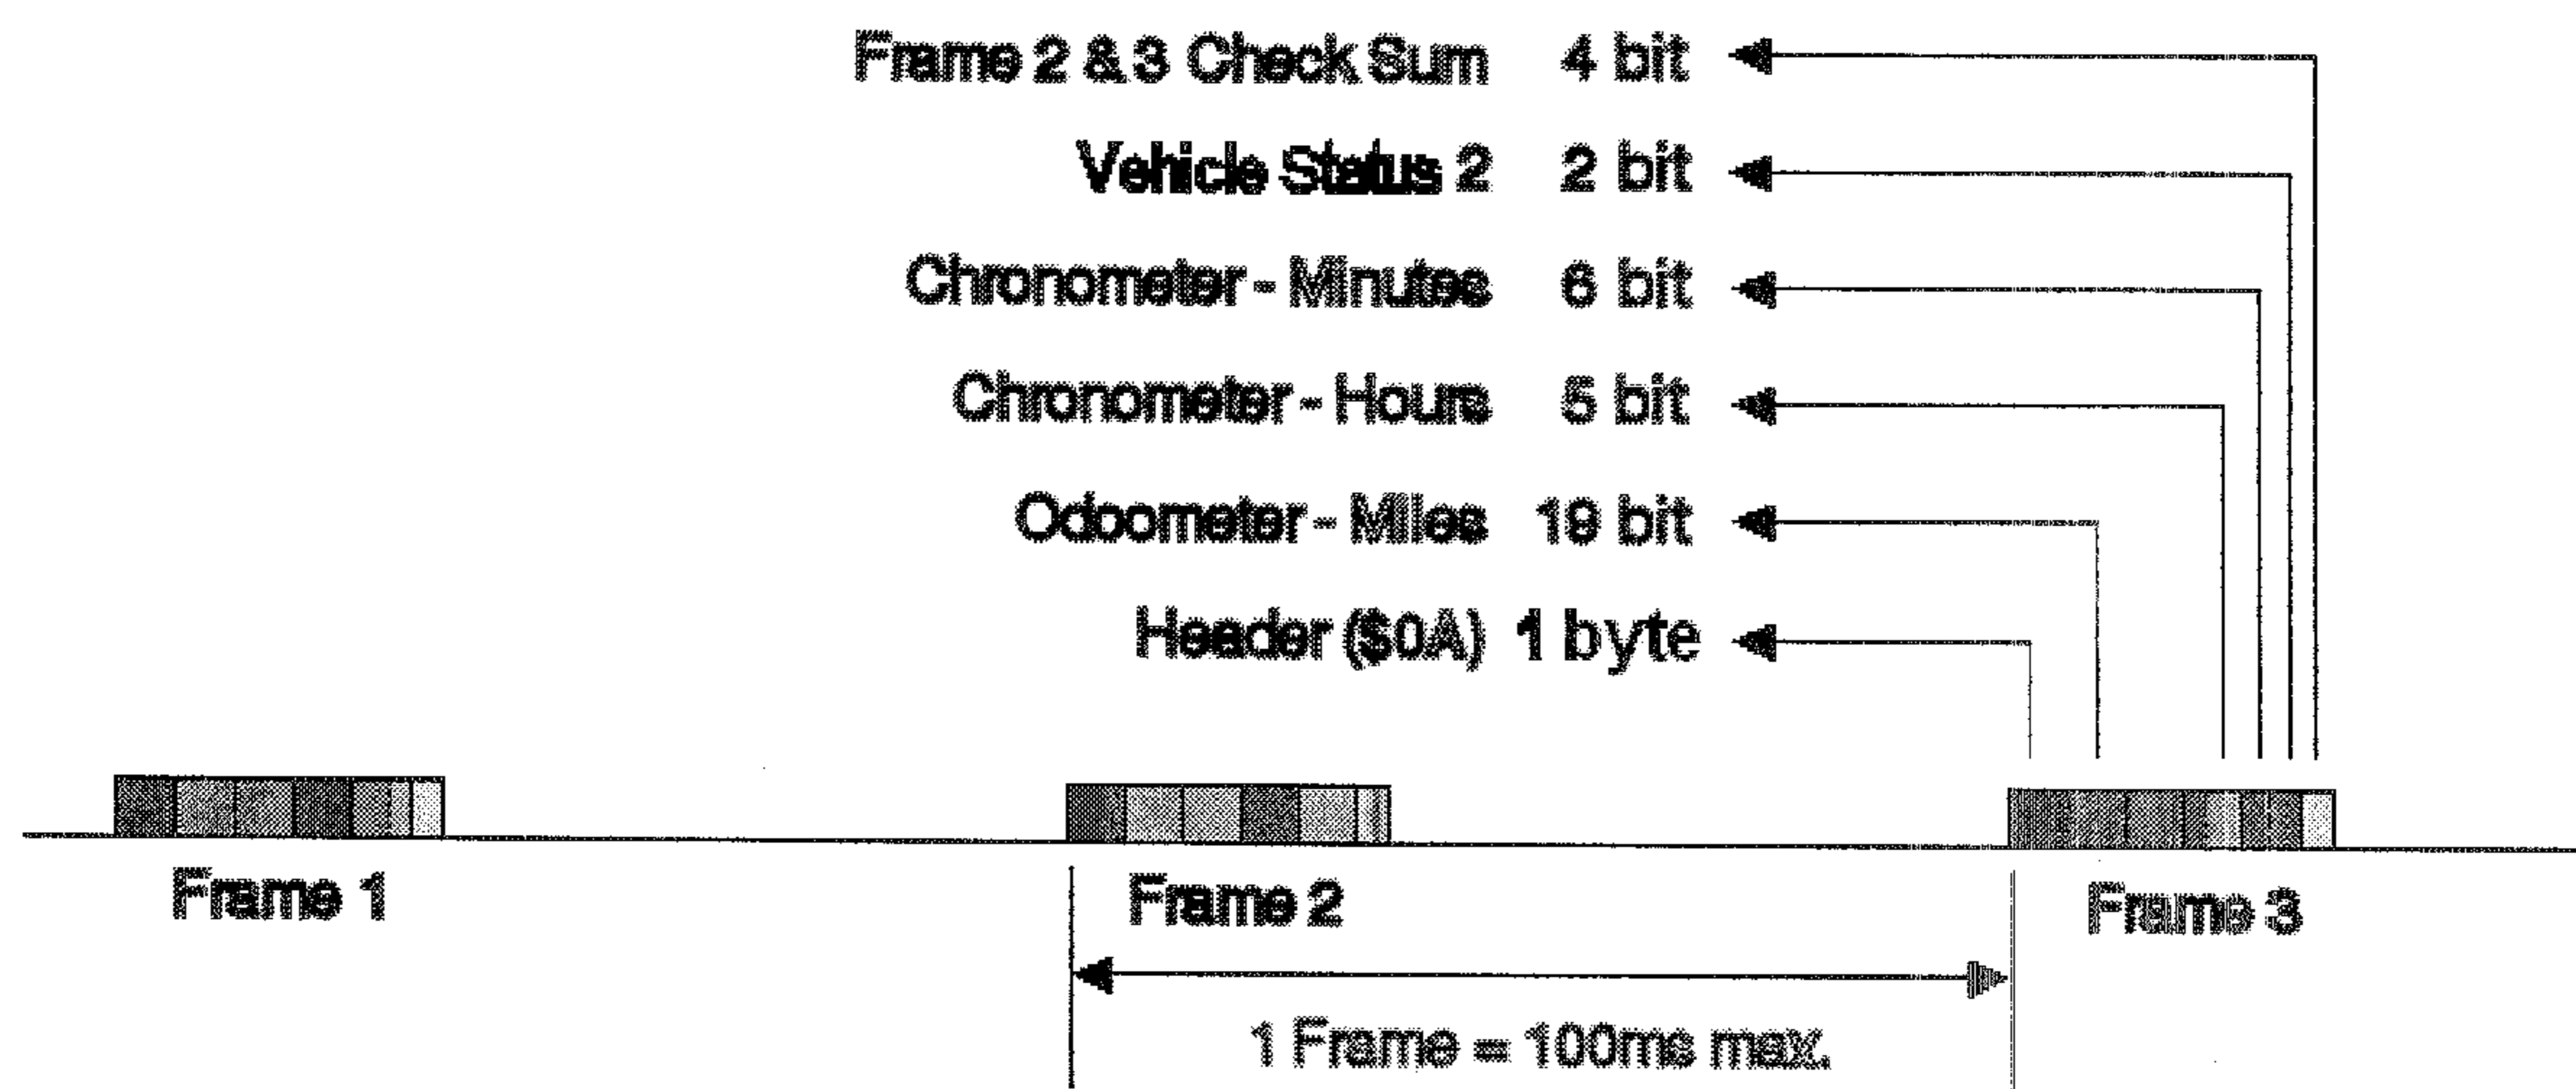 Frame 2 & 3 Check Sum 4 bit
Vehicle Status 2 2 bit
Chronometer - Minutes 6 bit
Chronometer - Hours 5 bit
Odoometer - Miles 19 bit
Header ($0A) 1 byte
Frame 1
Frame 2
Frame 3
1 Frame = 100ms max.